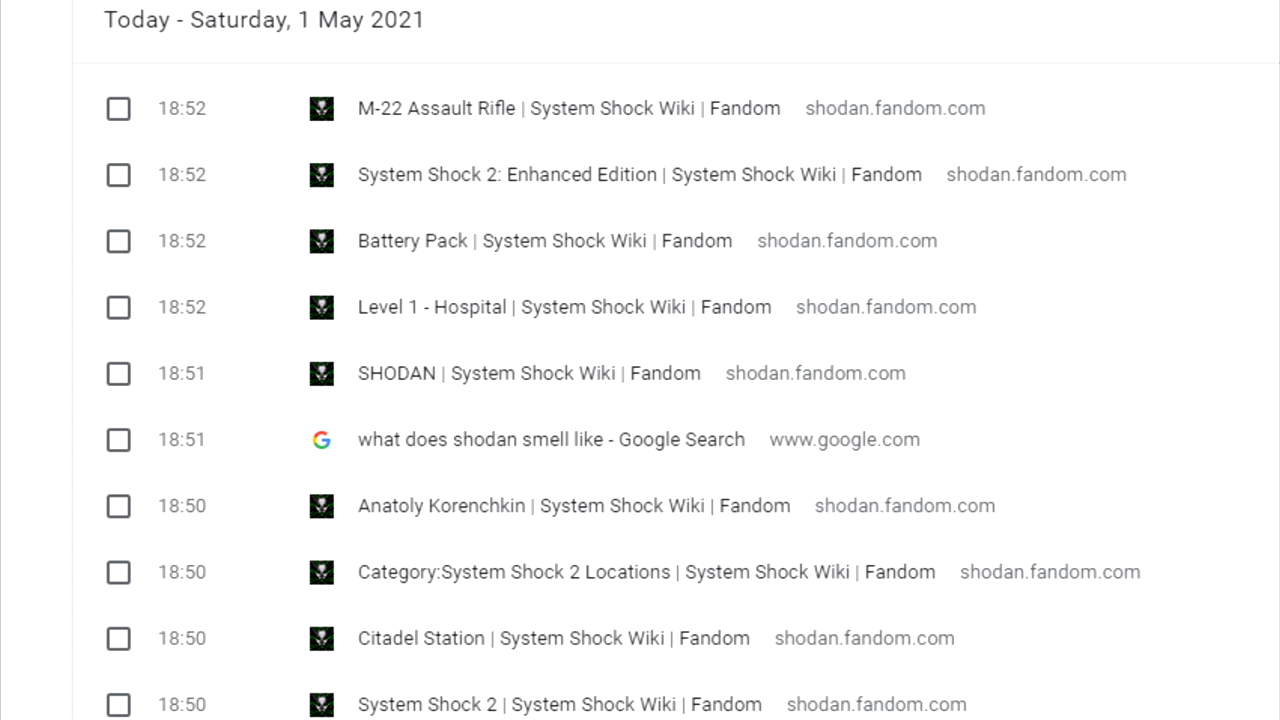 Today - Saturday, 1 May 2021
18:52 M-22 Assault Rifle | System Shock Wiki | Fandom shodan.fandom.com
18:52 System Shock 2: Enhanced Edition | System Shock Wiki | Fandom shodan.fandom.com
18:52 Battery Pack | System Shock Wiki | Fandom shodan.fandom.com
18:52 Level 1 - Hospital | System Shock Wiki | Fandom shodan.fandom.com
18:51 SHODAN | System Shock Wiki | Fandom shodan.fandom.com
18:51 what does shodan smell like - Google Search www.google.com
18:50 Anatoly Korenchkin | System Shock Wiki | Fandom shodan.fandom.com
18:50 Category:System Shock 2 Locations | System Shock Wiki | Fandom shodan.fandom.com
18:50 Citadel Station | System Shock Wiki | Fandom shodan.fandom.com
18:50 System Shock 2 | System Shock Wiki | Fandom shodan.fandom.com